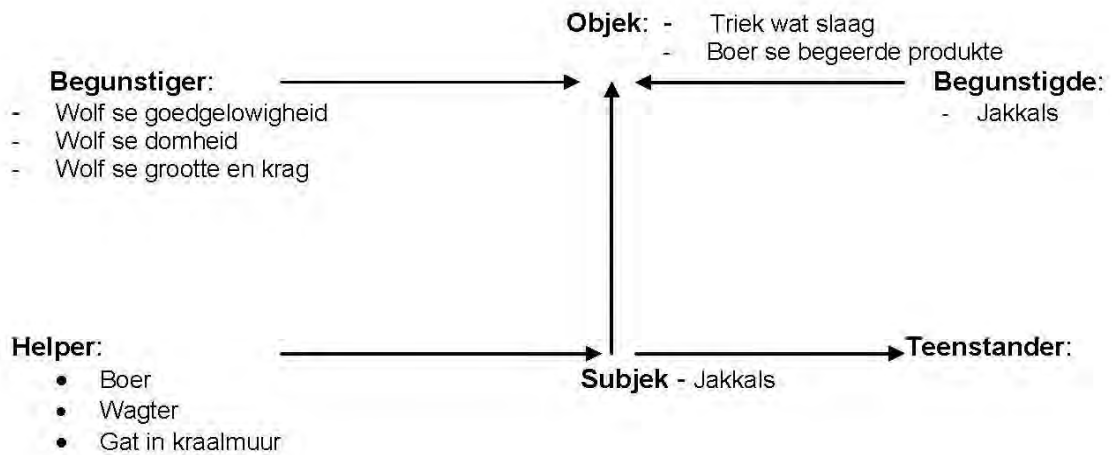 Objek: - Triek wat slaag
- Boer se begeerde produkte
Begunstiger:
- Wolf se goedgelowigheid
- Wolf se domheid
- Wolf se grootte en krag
Begunstigde:
- Jakkals
Helper:
• Boer
• Wagter
• Gat in kraalmuur
Subjek - Jakkals
Teenstander: